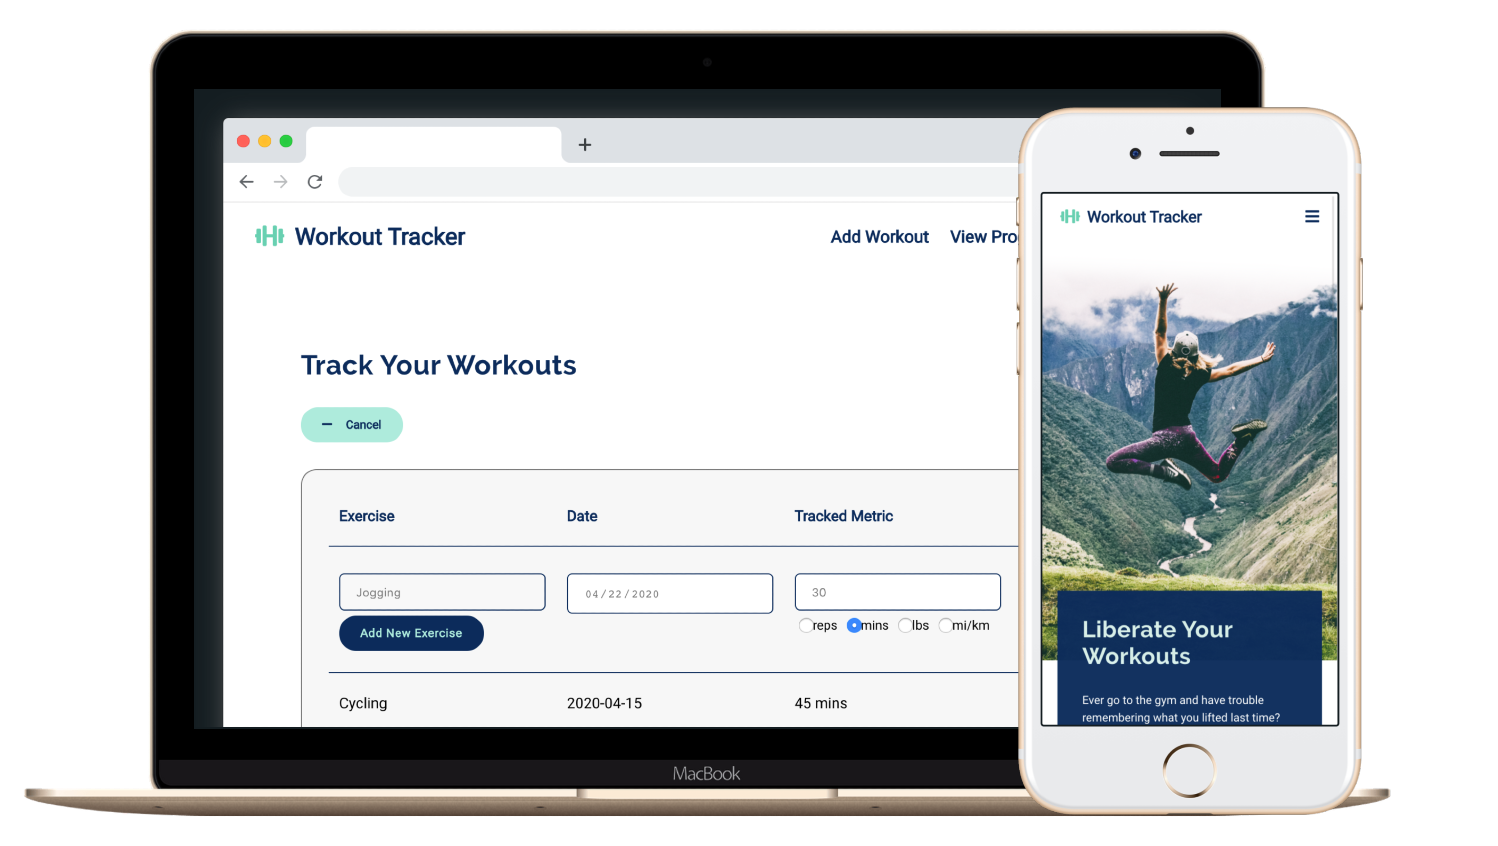 Workout Tracker
Add Workout View Pro
Track Your Workouts
Cancel
Exercise Date Tracked Metric
Jogging 04/22/2020 30
reps mins lbs mi/km
Add New Exercise
Cycling 2020-04-15 45 mins
MacBook
Workout Tracker
Liberate Your
Workouts
Ever go to the gym and have trouble
remembering what you lifted last time?